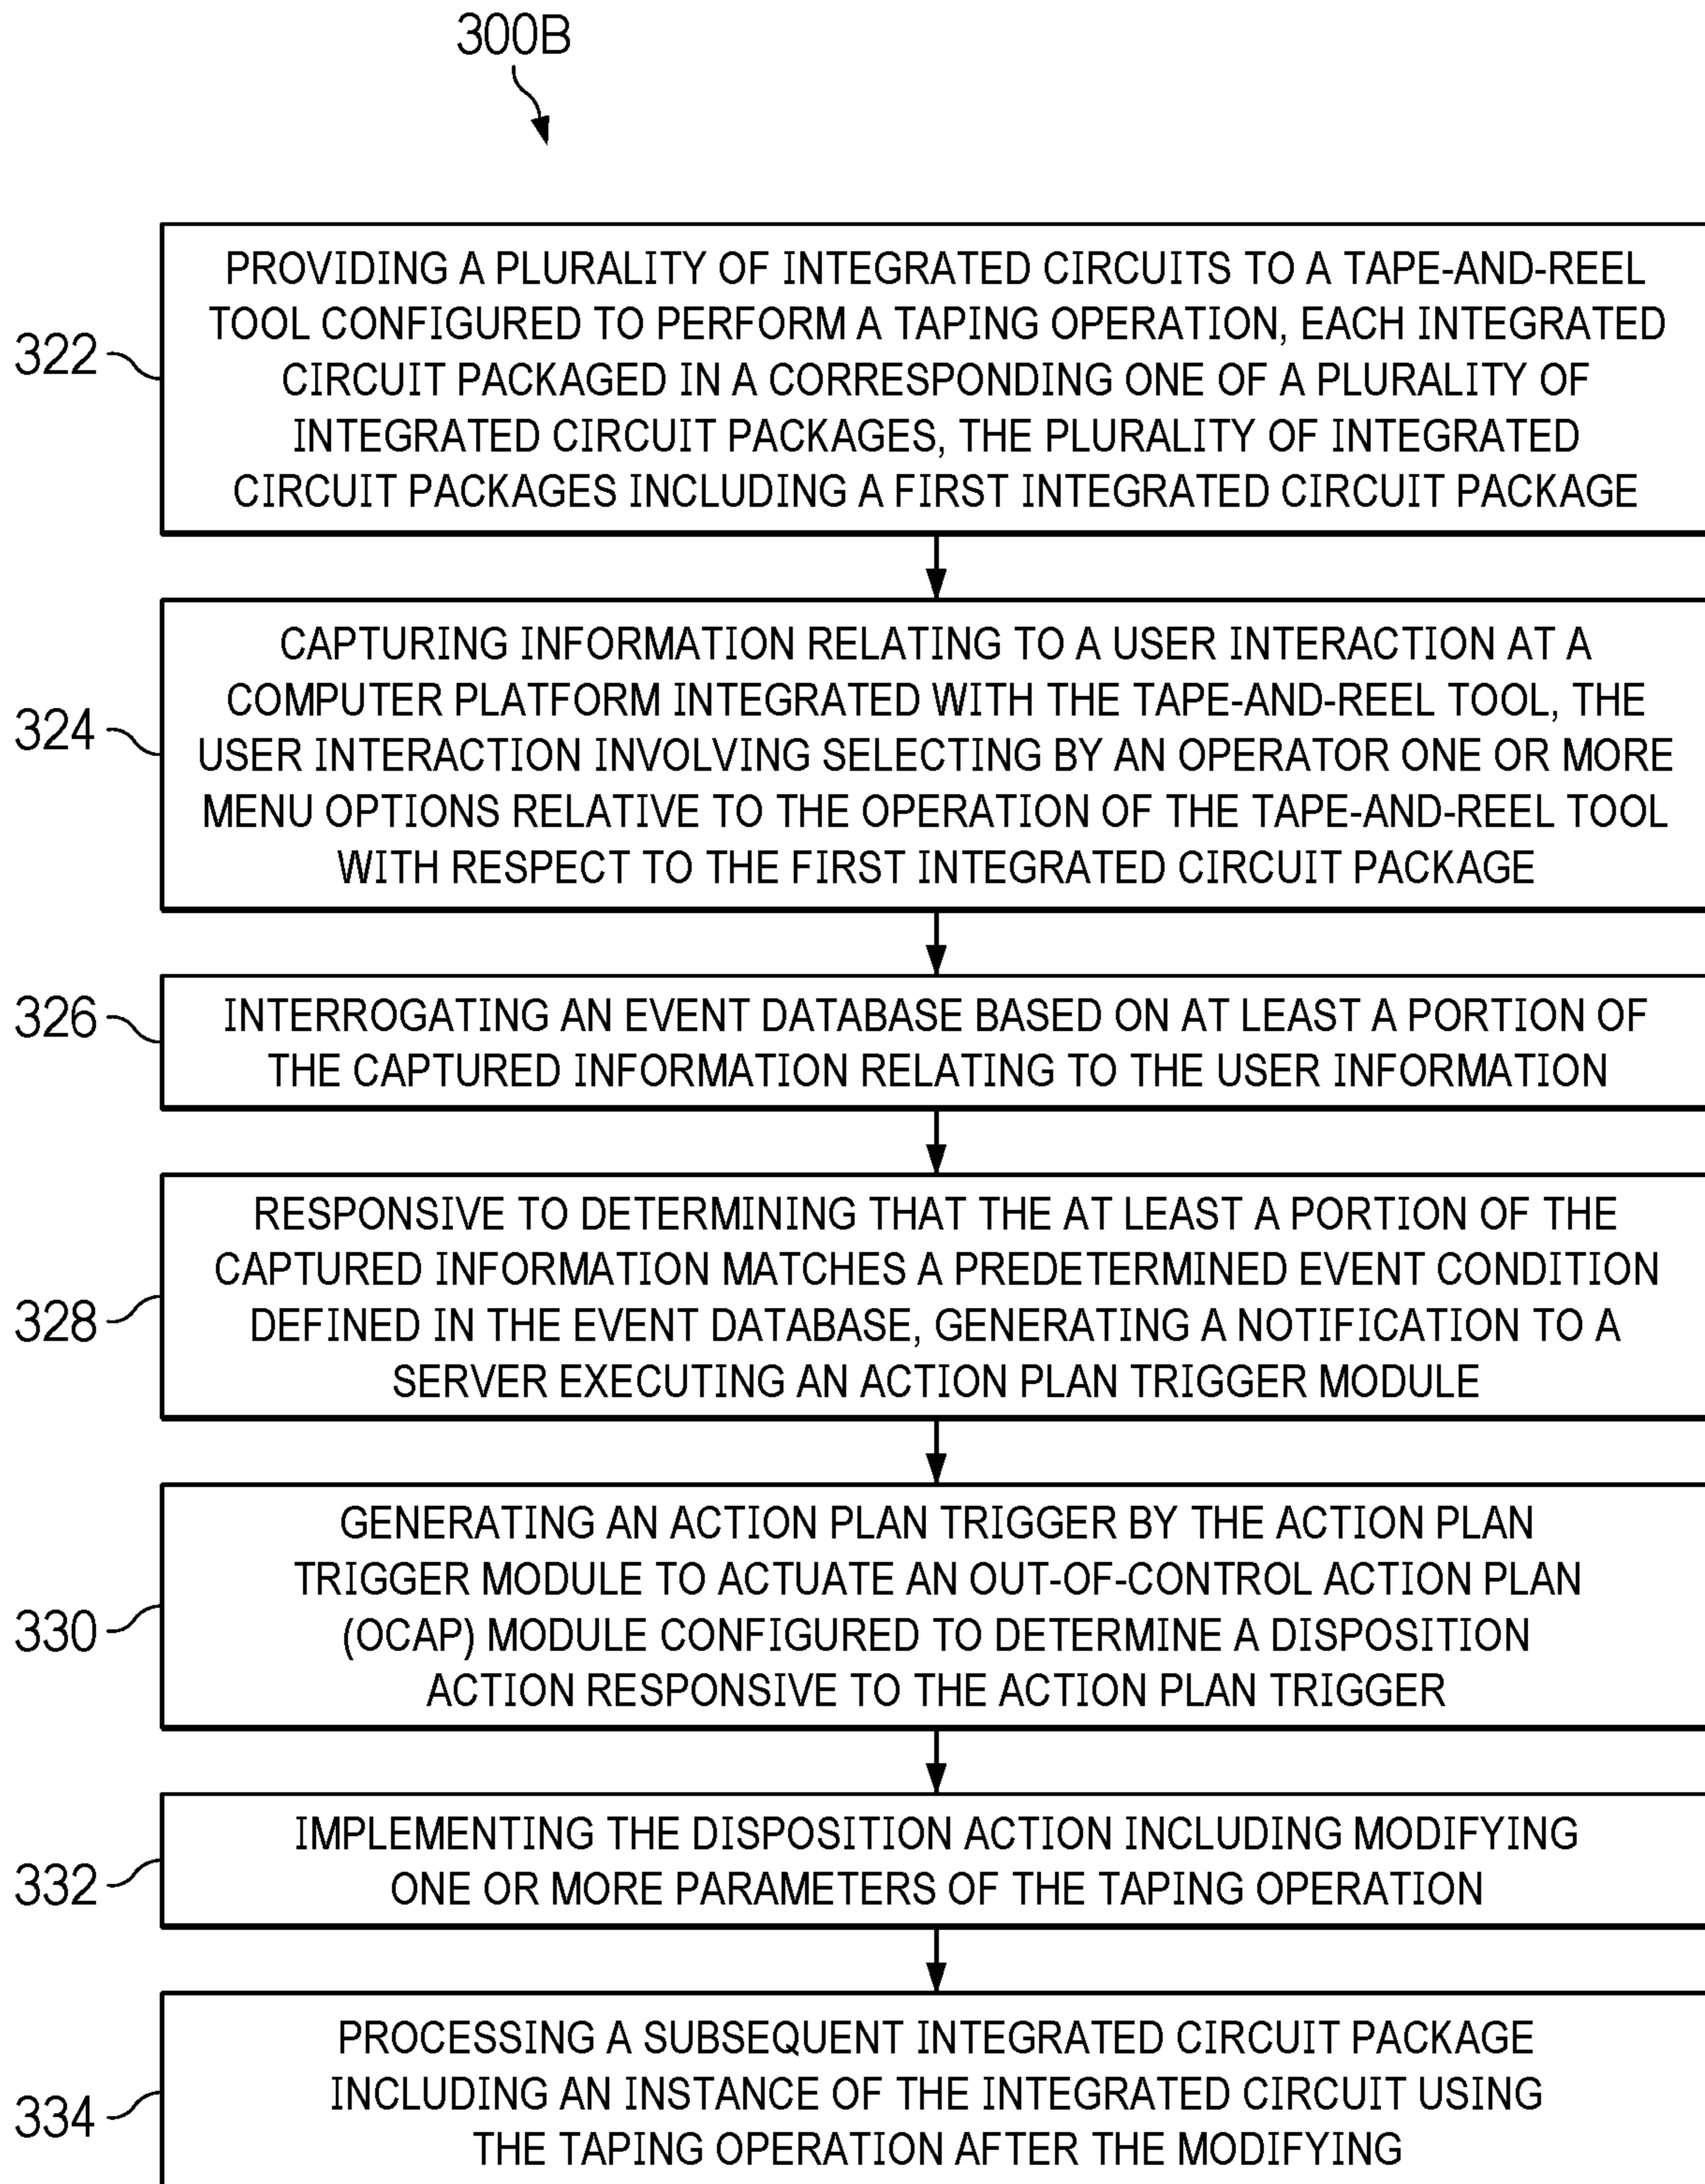 300B
322
PROVIDING A PLURALITY OF INTEGRATED CIRCUITS TO A TAPE-AND-REEL
TOOL CONFIGURED TO PERFORM A TAPING OPERATION, EACH INTEGRATED
CIRCUIT PACKAGED IN A CORRESPONDING ONE OF A PLURALITY OF
INTEGRATED CIRCUIT PACKAGES, THE PLURALITY OF INTEGRATED
CIRCUIT PACKAGES INCLUDING A FIRST INTEGRATED CIRCUIT PACKAGE
324
CAPTURING INFORMATION RELATING TO A USER INTERACTION AT A
COMPUTER PLATFORM INTEGRATED WITH THE TAPE-AND-REEL TOOL, THE
USER INTERACTION INVOLVING SELECTING BY AN OPERATOR ONE OR MORE
MENU OPTIONS RELATIVE TO THE OPERATION OF THE TAPE-AND-REEL TOOL
WITH RESPECT TO THE FIRST INTEGRATED CIRCUIT PACKAGE
326
INTERROGATING AN EVENT DATABASE BASED ON AT LEAST A PORTION OF
THE CAPTURED INFORMATION RELATING TO THE USER INFORMATION
328
RESPONSIVE TO DETERMINING THAT THE AT LEAST A PORTION OF THE
CAPTURED INFORMATION MATCHES A PREDETERMINED EVENT CONDITION
DEFINED IN THE EVENT DATABASE, GENERATING A NOTIFICATION TO A
SERVER EXECUTING AN ACTION PLAN TRIGGER MODULE
330
GENERATING AN ACTION PLAN TRIGGER BY THE ACTION PLAN
TRIGGER MODULE TO ACTUATE AN OUT-OF-CONTROL ACTION PLAN
(OCAP) MODULE CONFIGURED TO DETERMINE A DISPOSITION
ACTION RESPONSIVE TO THE ACTION PLAN TRIGGER
332
IMPLEMENTING THE DISPOSITION ACTION INCLUDING MODIFYING
ONE OR MORE PARAMETERS OF THE TAPING OPERATION
334
PROCESSING A SUBSEQUENT INTEGRATED CIRCUIT PACKAGE
INCLUDING AN INSTANCE OF THE INTEGRATED CIRCUIT USING
THE TAPING OPERATION AFTER THE MODIFYING